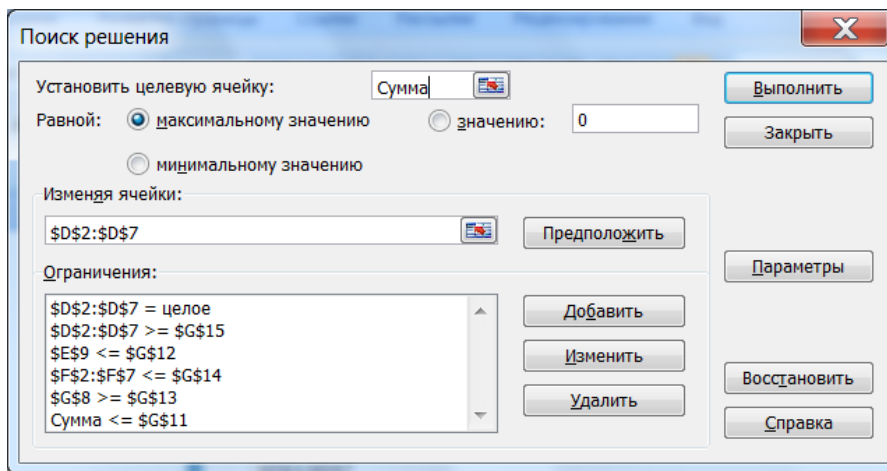 Поиск решения
Установить целевую ячейку: Сумма
Выполнить
Равной: максимальному значению значению: 0
Закрыть
минимальному значению
Изменяя ячейки:
$D$2:$D$7 Предположить
Параметры
Ограничения:
$D$2:$D$7 = целое
$D$2:$D$7 >= $G$15
$E$9 <= $G$12
$F$2:$F$7 <= $G$14
$G$8 >= $G$13
Сумма <= $G$11
Добавить
Изменить
Удалить
Восстановить
Справка